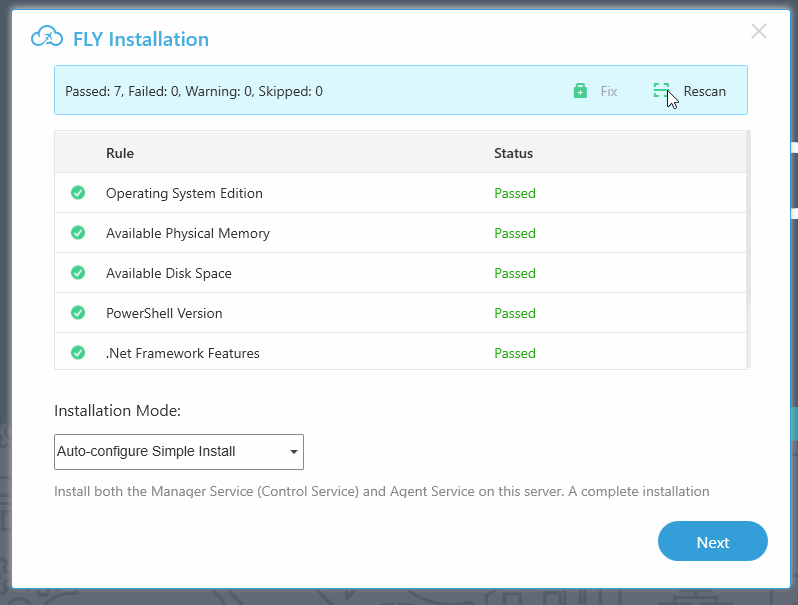 FLY Installation
Passed: 7, Failed: 0, Warning: 0, Skipped: 0
Fix
Rescan
Rule Status
Operating System Edition Passed
Available Physical Memory Passed
Available Disk Space Passed
PowerShell Version Passed
.Net Framework Features Passed
Installation Mode:
Auto-configure Simple Install
Install both the Manager Service (Control Service) and Agent Service on this server. A complete installation
Next